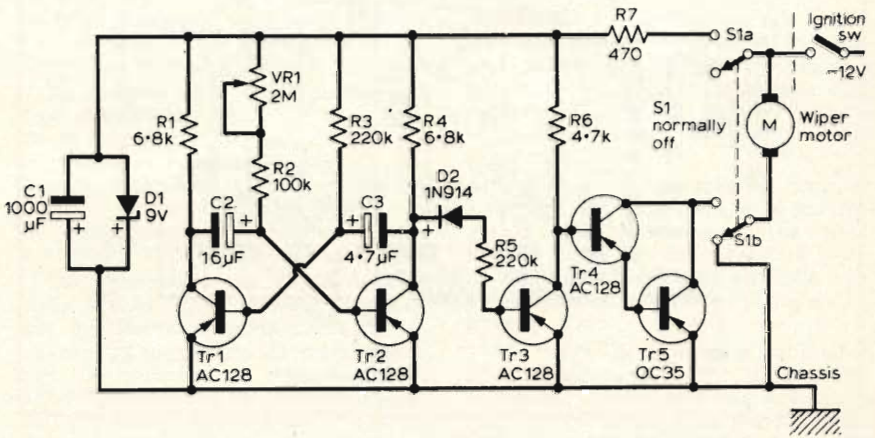 R7
470
S1a
Ignition
sw
-12V
VR1
2M
R1
6·8k
R3
220k
R4
6·8k
R6
4·7k
S1
normally
off
M
Wiper
motor
R2
100k
D2
1N914
C1
1000
µF
+
D1
9V
+
C2
+
16µF
C3
+
4·7µF
+
R5
220k
Tr4
AC128
S1b
Tr1
AC128
Tr2
AC128
Tr3
AC128
Tr5
OC35
Chassis